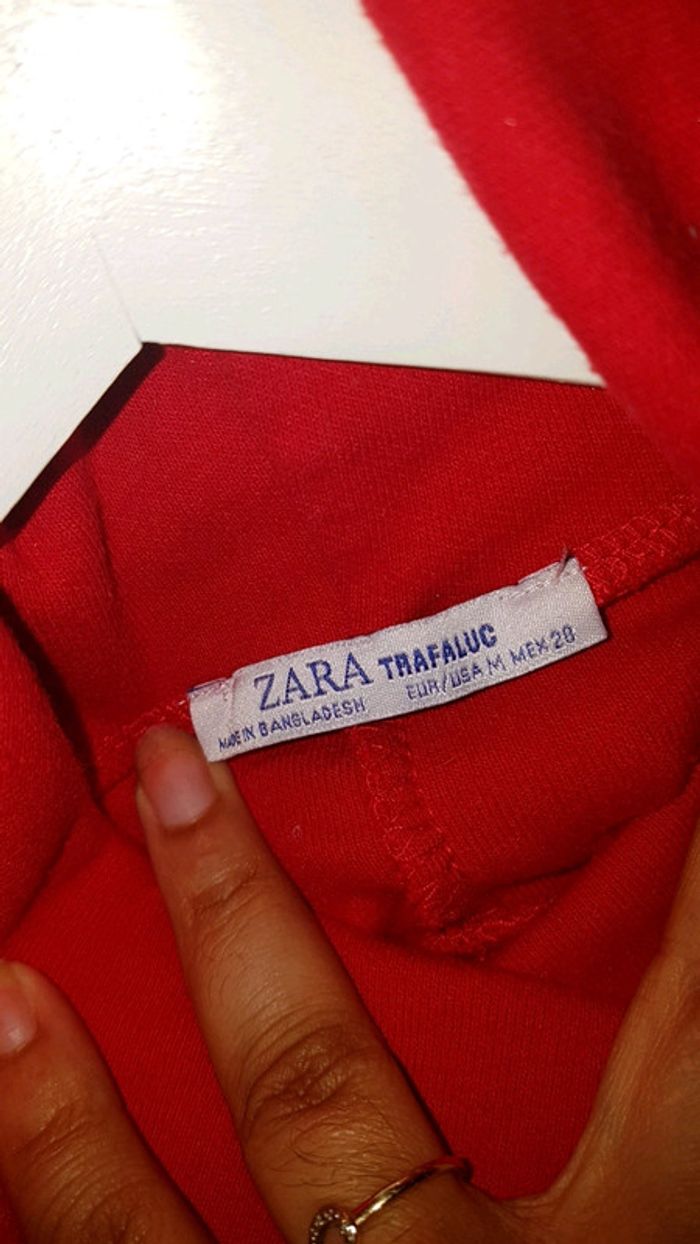 ZARA TRAFALUC
MADE IN BANGLADESH EUR/USA M MEX 28